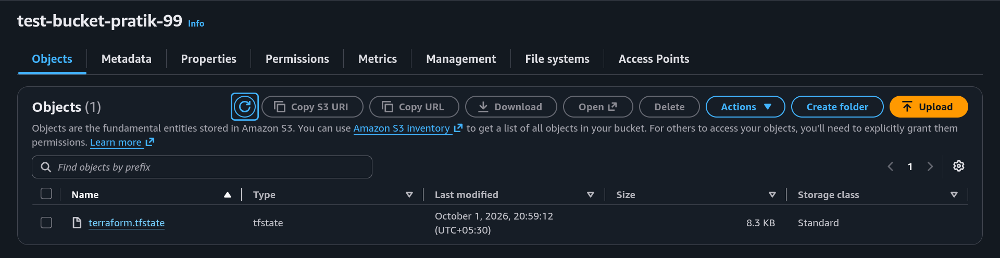 test-bucket-pratik-99 Info
Objects Metadata Properties Permissions Metrics Management File systems Access Points
Objects (1) Copy S3 URI Copy URL Download Open Delete Actions Create folder Upload
Objects are the fundamental entities stored in Amazon S3. You can use Amazon S3 inventory to get a list of all objects in your bucket. For others to access your objects, you'll need to explicitly grant them
permissions. Learn more
Find objects by prefix 1
Name Type Last modified Size Storage class
terraform.tfstate tfstate October 1, 2026, 20:59:12 8.3 KB Standard
(UTC+05:30)